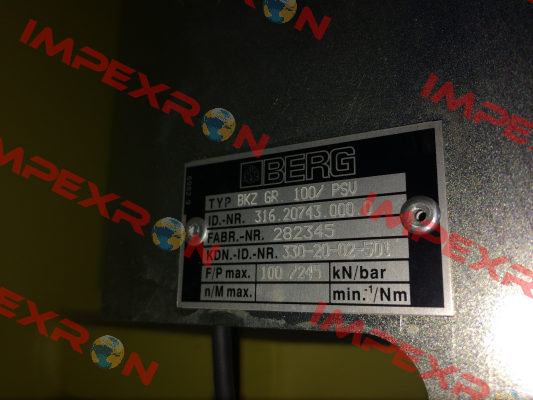 IMPEXRON
BERG
TYP BKZ GR 100/ PSV
ID.-NR. 316.20743.000
FABR.-NR. 282345
KDN.-ID.-NR. 330-20-02-501
F/P max. 100 /245 kN/bar
n/M max. min.⁻¹/Nm
IMPEXRON
IMPEXRON
IMPEXRON
IMPEXRON
IMPEXRON